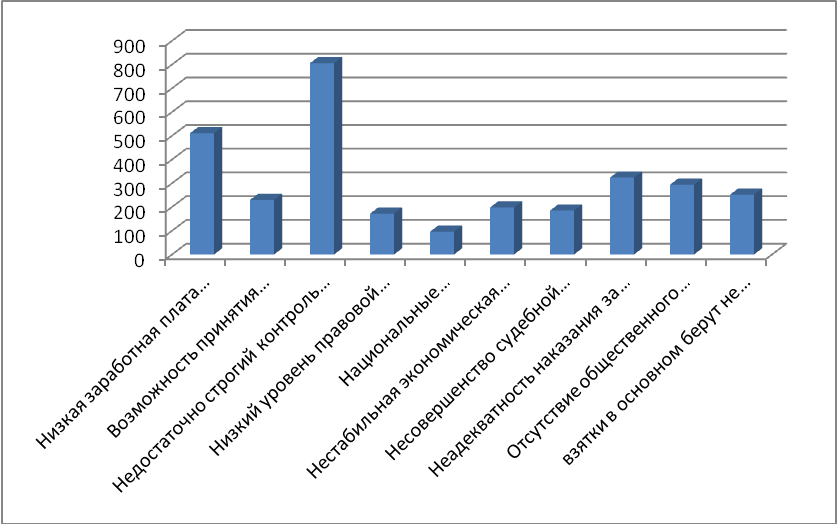 900
800
700
600
500
400
300
200
100
0
Низкая заработная плата...
Возможность принятия...
Недостаточно строгий контроль...
Низкий уровень правовой...
Национальные...
Нестабильная экономическая...
Несовершенство судебной...
Неадекватность наказания за...
Отсутствие общественного...
взятки в основном берут не...